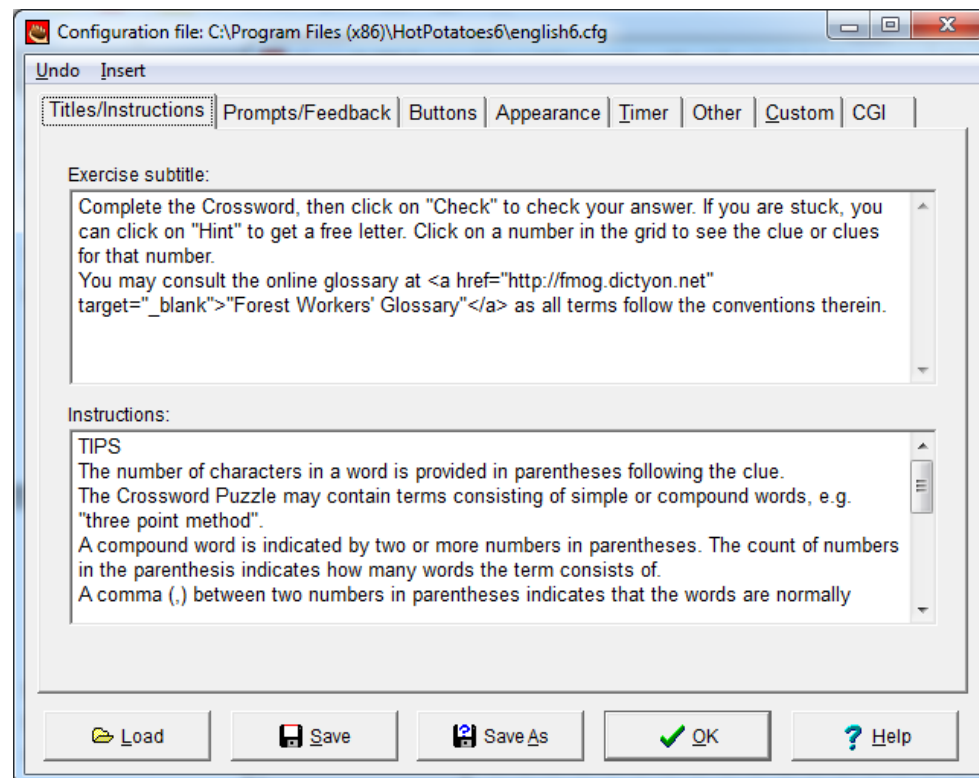 Configuration file: C:\Program Files (x86)\HotPotatoes6\english6.cfg
Undo Insert
Titles/Instructions Prompts/Feedback Buttons Appearance Timer Other Custom CGI
Exercise subtitle:
Complete the Crossword, then click on "Check" to check your answer. If you are stuck, you
can click on "Hint" to get a free letter. Click on a number in the grid to see the clue or clues
for that number.
You may consult the online glossary at <a href="http://fmog.dictyon.net"
target="_blank">"Forest Workers' Glossary"</a> as all terms follow the conventions therein.
Instructions:
TIPS
The number of characters in a word is provided in parentheses following the clue.
The Crossword Puzzle may contain terms consisting of simple or compound words, e.g.
"three point method".
A compound word is indicated by two or more numbers in parentheses. The count of numbers
in the parenthesis indicates how many words the term consists of.
A comma (,) between two numbers in parentheses indicates that the words are normally
Load Save Save As OK Help